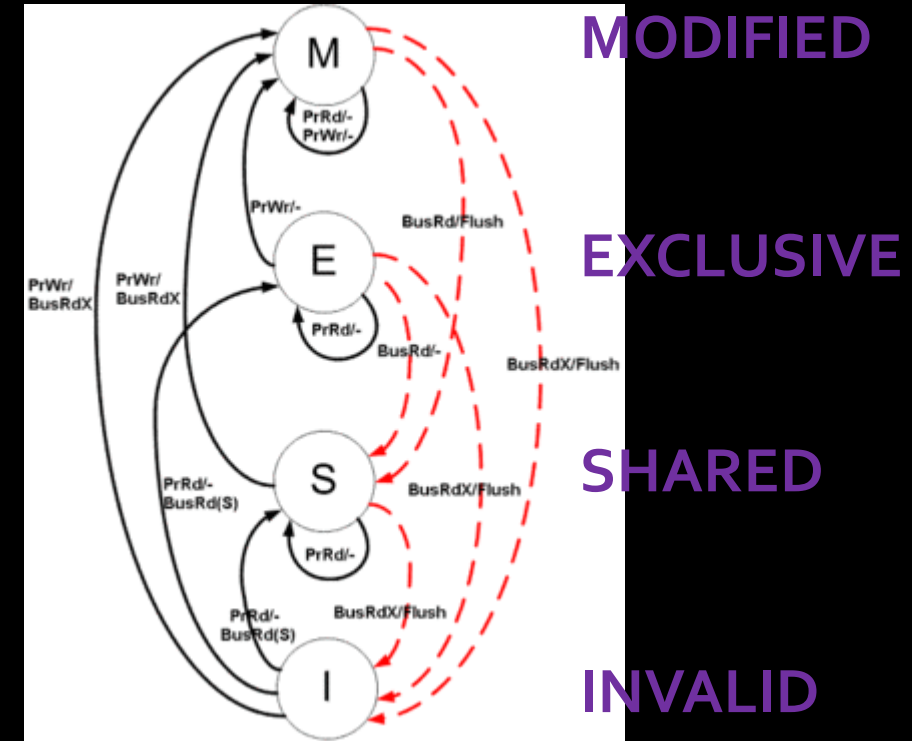 M
MODIFIED
PrRd/-
PrWr/-
PrWr/-
BusRd/Flush
E
EXCLUSIVE
PrWr/
BusRdX
PrWr/
BusRdX
PrRd/-
BusRd/-
BusRdX/Flush
S
SHARED
PrRd/-
BusRd(S)
BusRdX/Flush
PrRd/-
PrRd/-
BusRd(S)
BusRdX/Flush
I
INVALID